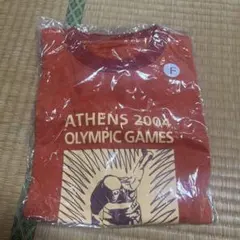 F
ATHENS 2004
OLYMPIC GAMES